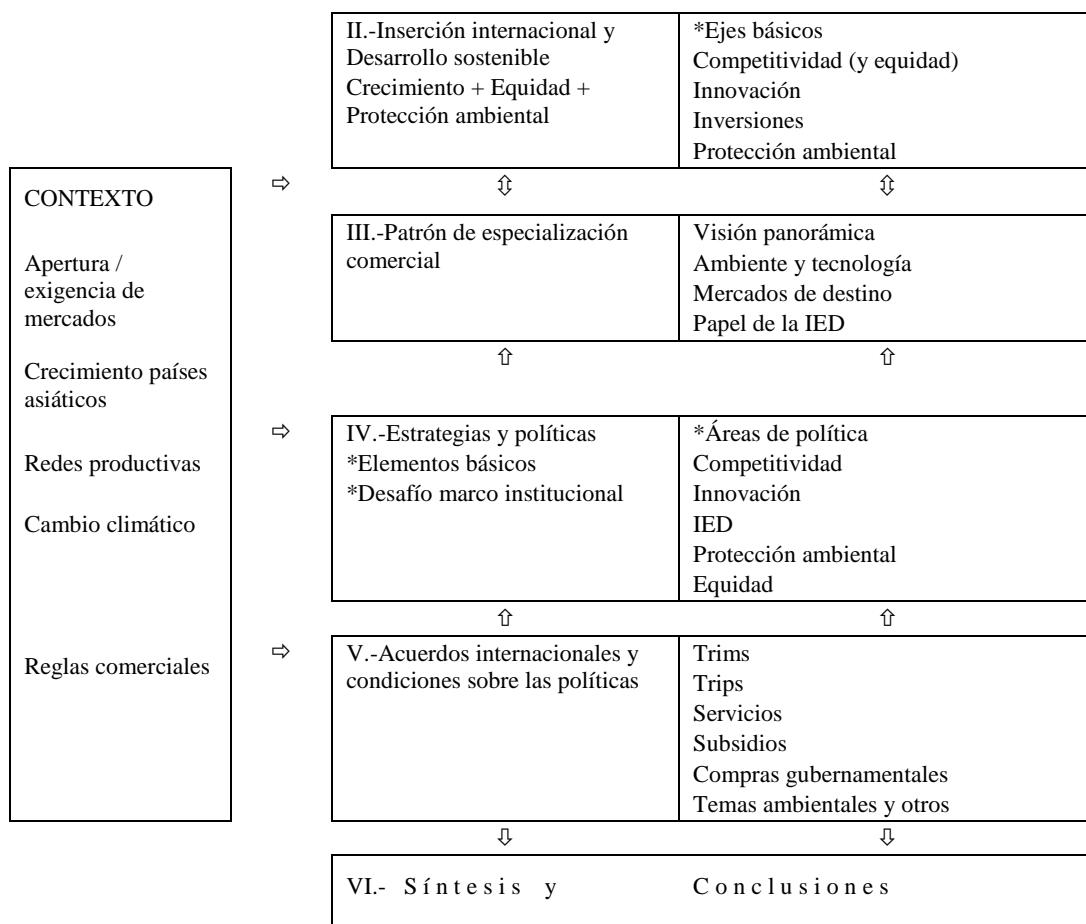 II.-Inserción internacional y
Desarrollo sostenible
Crecimiento + Equidad +
Protección ambiental
*Ejes básicos
Competitividad (y equidad)
Innovación
Inversiones
Protección ambiental
CONTEXTO
Apertura /
exigencia de
mercados
Crecimiento países
asiáticos
Redes productivas
Cambio climático
Reglas comerciales
⇨
⇳
⇳
III.-Patrón de especialización
comercial
Visión panorámica
Ambiente y tecnología
Mercados de destino
Papel de la IED
⇧
⇧
⇨
IV.-Estrategias y políticas
*Elementos básicos
*Desafío marco institucional
*Áreas de política
Competitividad
Innovación
IED
Protección ambiental
Equidad
⇧
⇧
⇨
V.-Acuerdos internacionales y
condiciones sobre las políticas
Trims
Trips
Servicios
Subsidios
Compras gubernamentales
Temas ambientales y otros
⇩
⇩
VI.- S í n t e s i s y C o n c l u s i o n e s